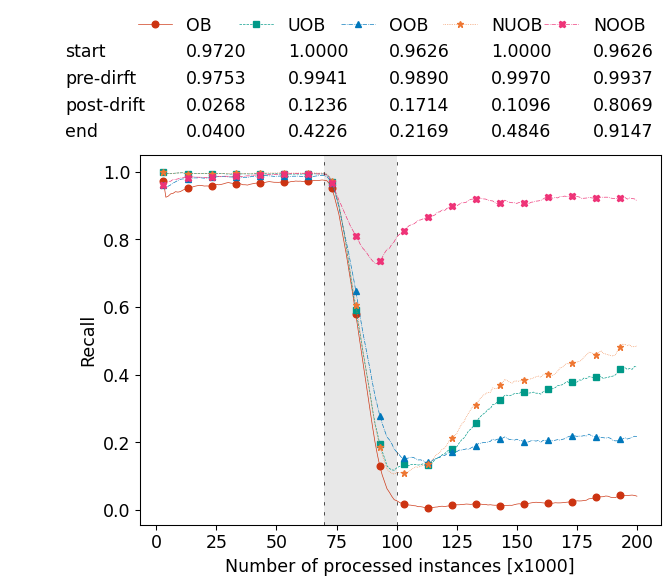 OB UOB OOB NUOB NOOB
start 0.9720 1.0000 0.9626 1.0000 0.9626
pre-dirft 0.9753 0.9941 0.9890 0.9970 0.9937
post-drift 0.0268 0.1236 0.1714 0.1096 0.8069
end 0.0400 0.4226 0.2169 0.4846 0.9147
1.0
0.8
0.6
0.4
0.2
0.0
Recall
0 25 50 75 100 125 150 175 200
Number of processed instances [x1000]